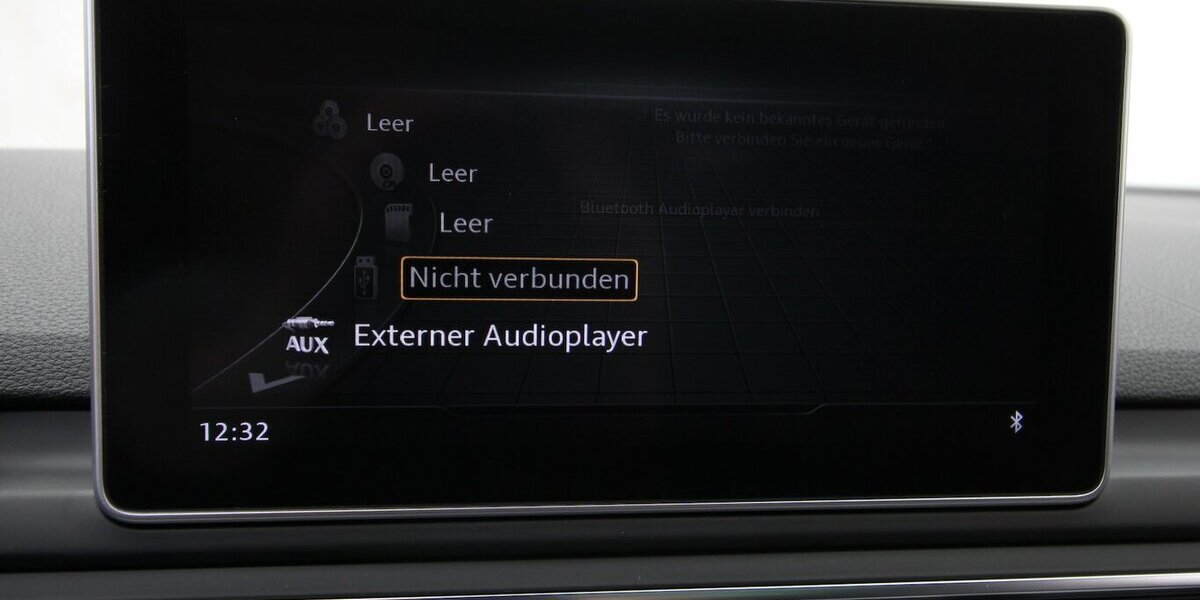 Leer
Es wurde kein bekanntes Gerät gefunden.
Bitte verbinden Sie ein neues Gerät.
Leer
Bluetooth Audioplayer verbinden
Leer
Nicht verbunden
AUX Externer Audioplayer
12:32